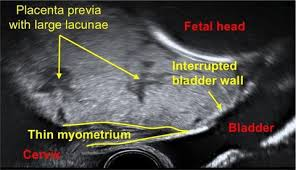 Placenta previa
with large lacunae
Fetal head
Interrupted
bladder wall
Thin myometrium
Bladder
Cervix